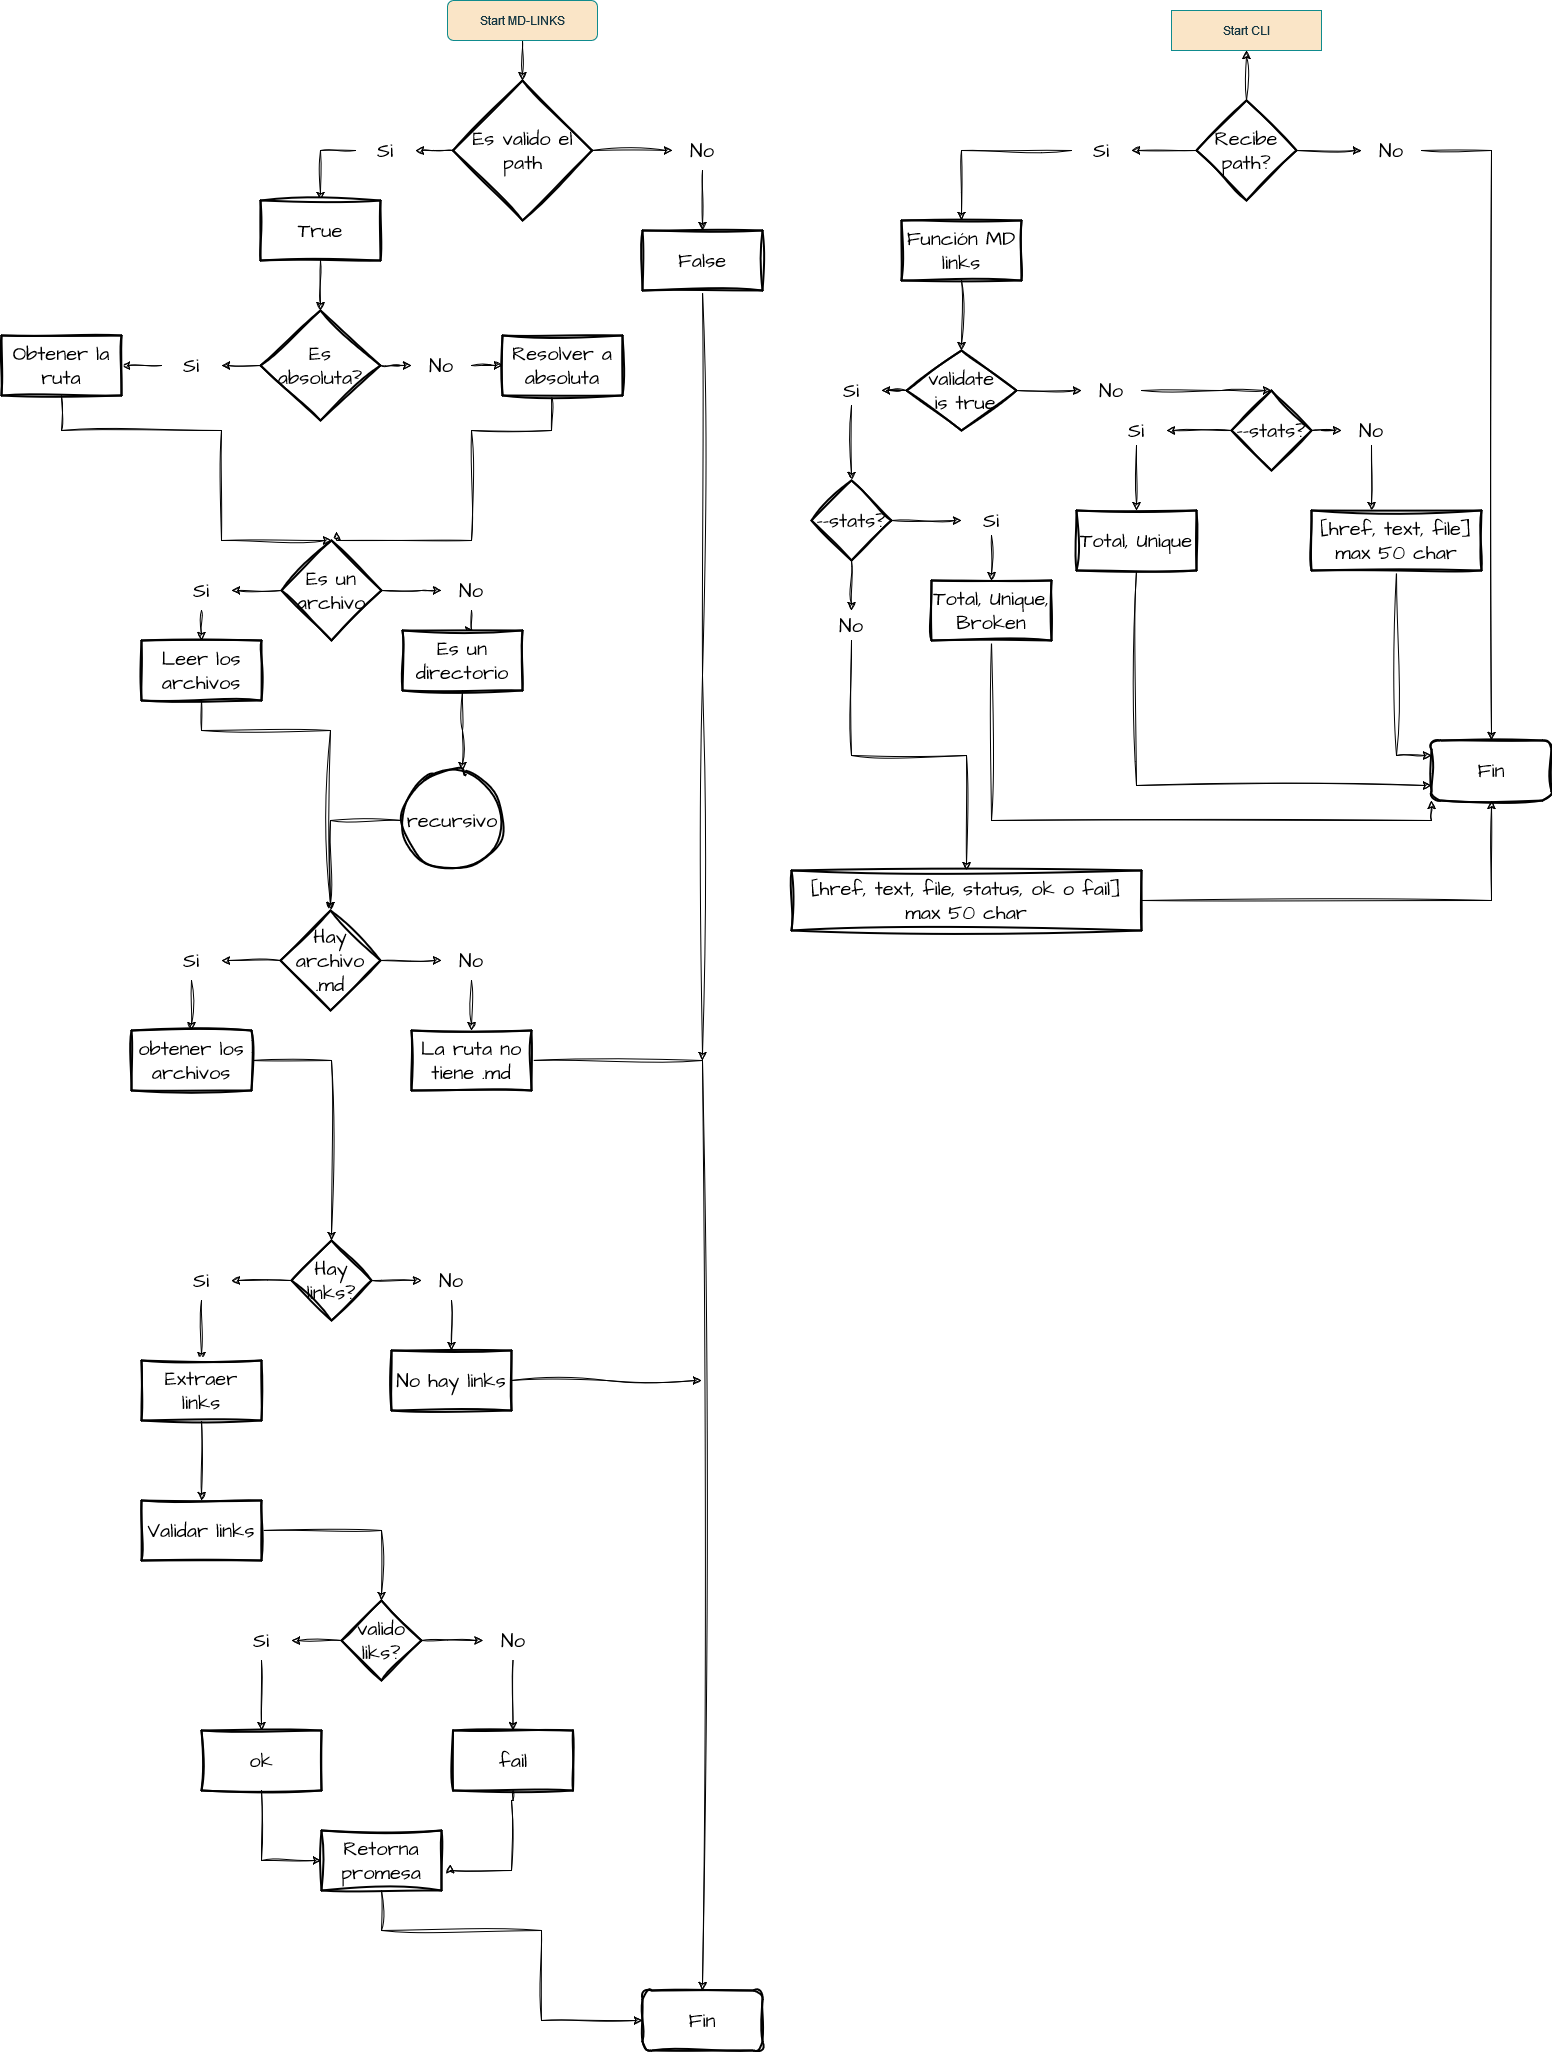 Start MD-LINKS
Es valido el
path
Si
No
True
False
Es
absoluta?
Si
No
Obtener la
ruta
Resolver a
absoluta
Es un
archivo
Si
No
Leer los
archivos
Es un
directorio
recursivo
Hay
archivo
.md
Si
No
obtener los
archivos
La ruta no
tiene .md
Hay
links?
Si
No
Extraer
links
No hay links
Validar links
valido
liks?
Si
No
ok
fail
Retorna
promesa
Fin
Start CLI
Recibe
path?
Si
No
Función MD
links
validate
is true
Si
No
--stats?
Si
No
--stats?
Si
No
Total, Unique
[href, text, file]
max 50 char
Total, Unique,
Broken
Fin
[href, text, file, status, ok o fail]
max 50 char